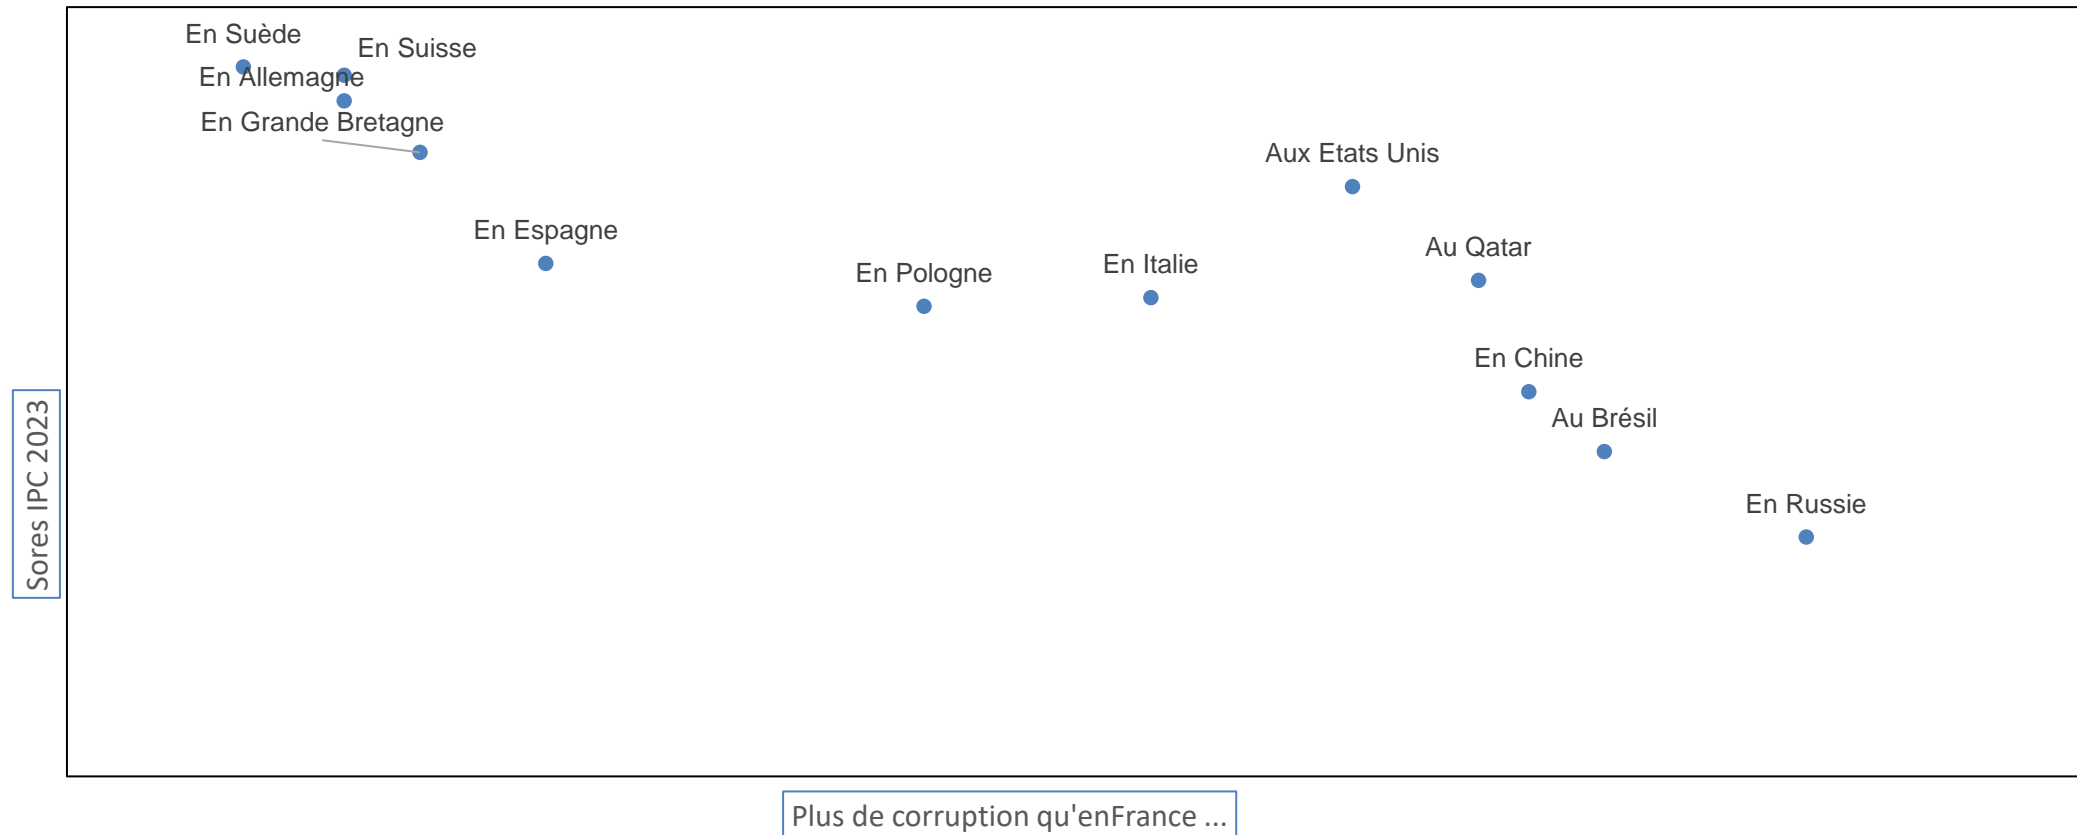 En Suède
En Suisse
En Allemagne
En Grande Bretagne
Aux Etats Unis
En Espagne
Au Qatar
En Italie
En Pologne
En Chine
Au Brésil
En Russie
Sores IPC 2023
Plus de corruption qu'enFrance ...